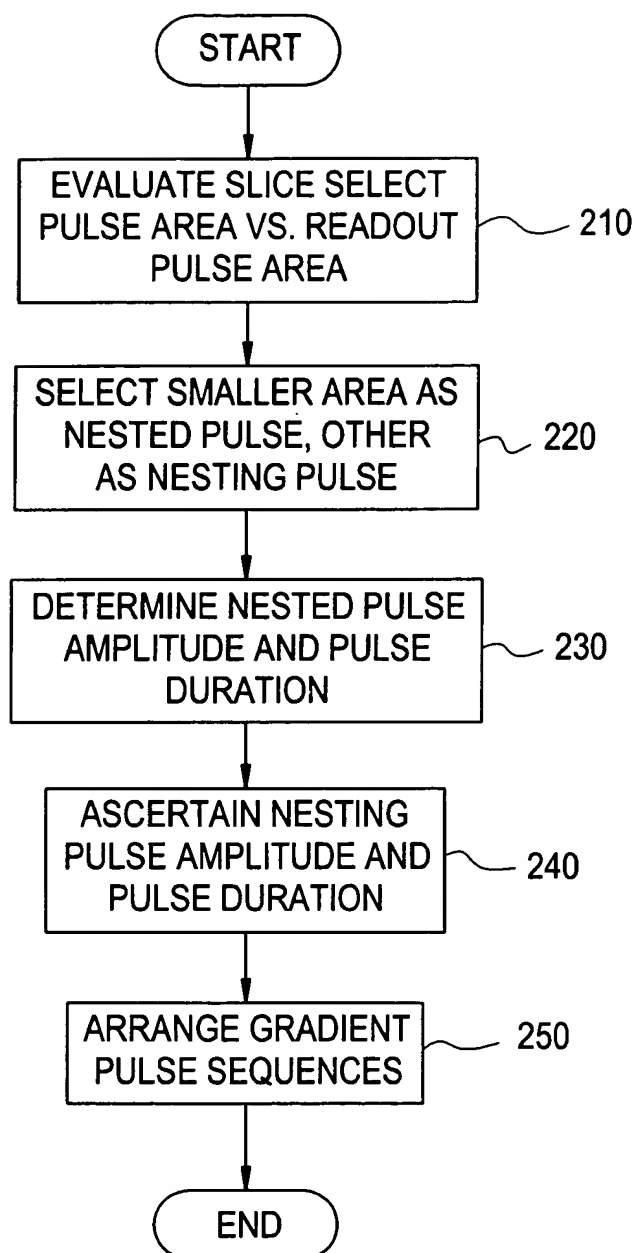 START
EVALUATE SLICE SELECT
PULSE AREA VS. READOUT
PULSE AREA
210
SELECT SMALLER AREA AS
NESTED PULSE, OTHER
AS NESTING PULSE
220
DETERMINE NESTED PULSE
AMPLITUDE AND PULSE
DURATION
230
ASCERTAIN NESTING
PULSE AMPLITUDE AND
PULSE DURATION
240
ARRANGE GRADIENT
PULSE SEQUENCES
250
END